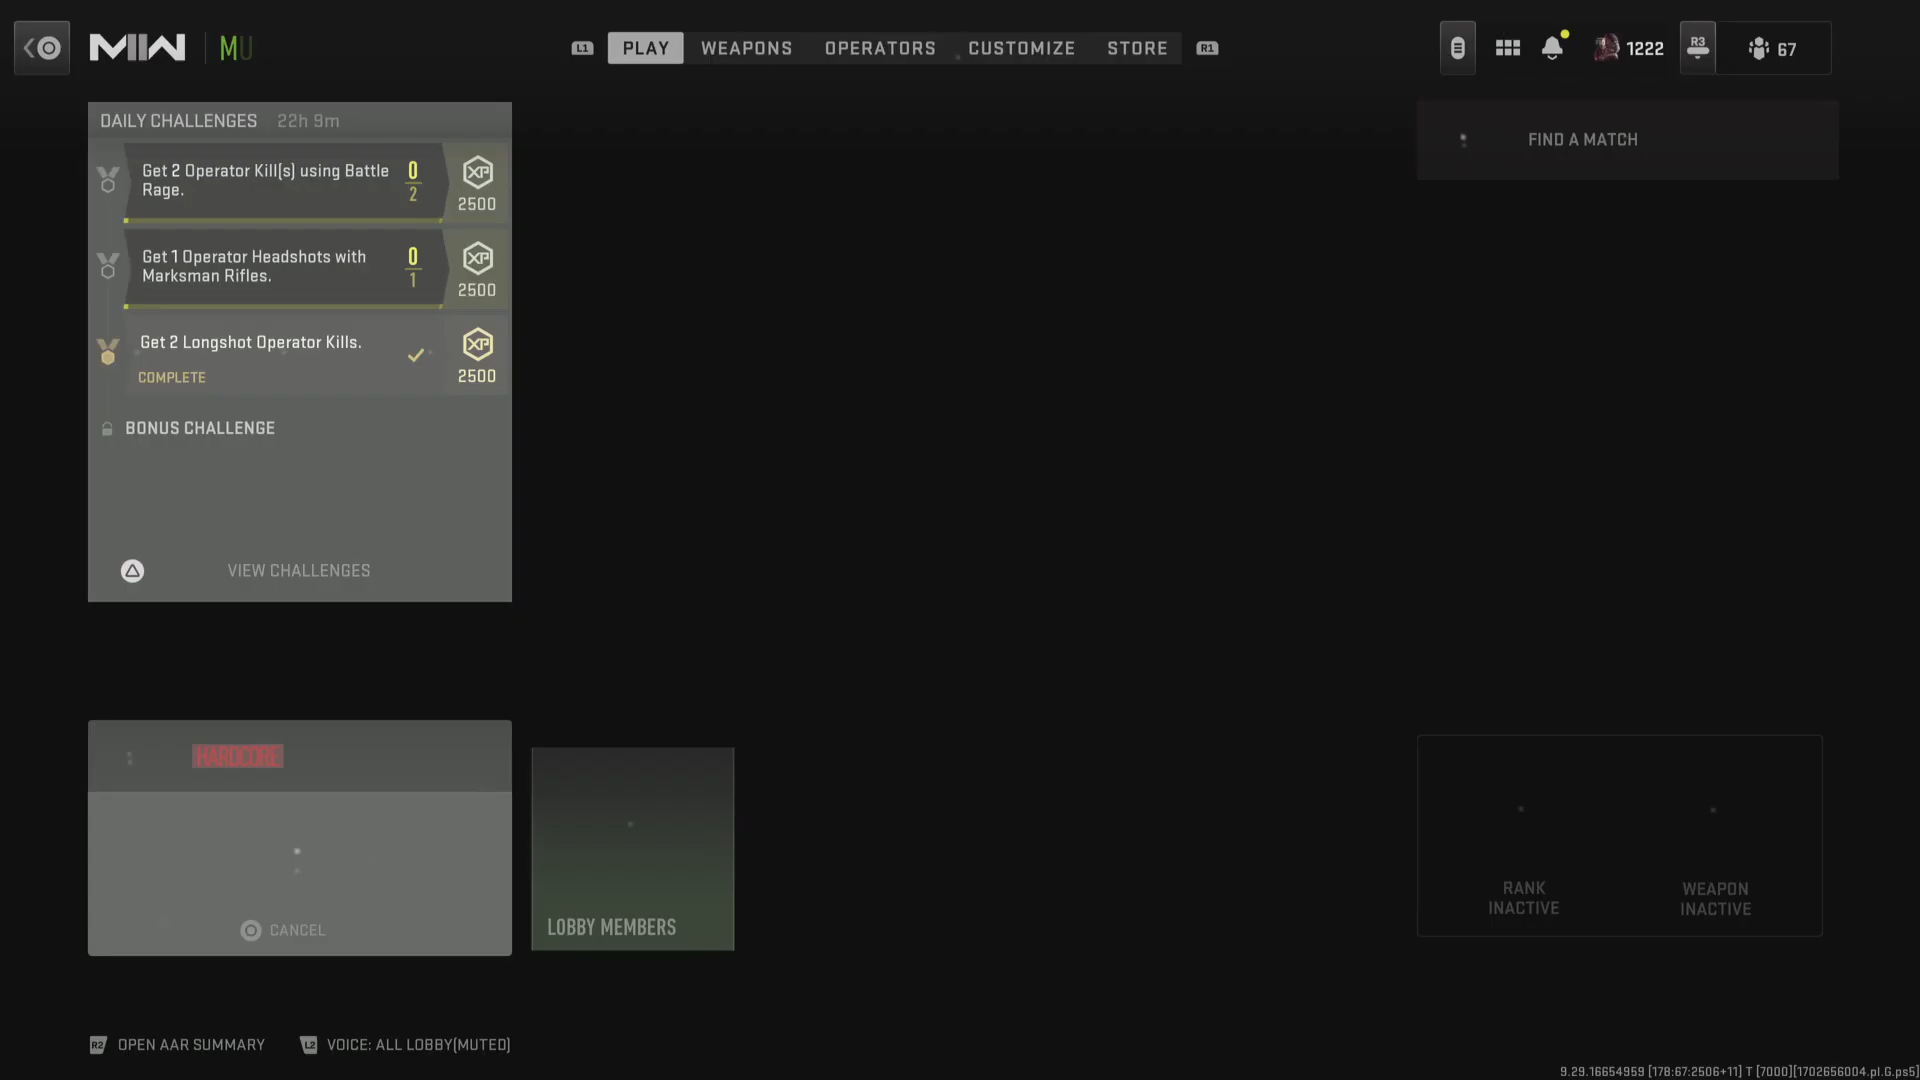 MW MU
L1 PLAY WEAPONS OPERATORS CUSTOMIZE STORE R1
1222 R3 67
DAILY CHALLENGES 22h 9m
Get 2 Operator Kill(s) using Battle
Rage.
0
2
XP
2500
Get 1 Operator Headshots with
Marksman Rifles.
0
1
XP
2500
Get 2 Longshot Operator Kills.
COMPLETE
XP
2500
BONUS CHALLENGE
VIEW CHALLENGES
FIND A MATCH
HARDCORE
CANCEL
LOBBY MEMBERS
RANK
INACTIVE
WEAPON
INACTIVE
R2 OPEN AAR SUMMARY L2 VOICE: ALL LOBBY(MUTED)
9.29.16654959 [178:67:2506+11] T [7000][1702656004.pl.G.ps5]